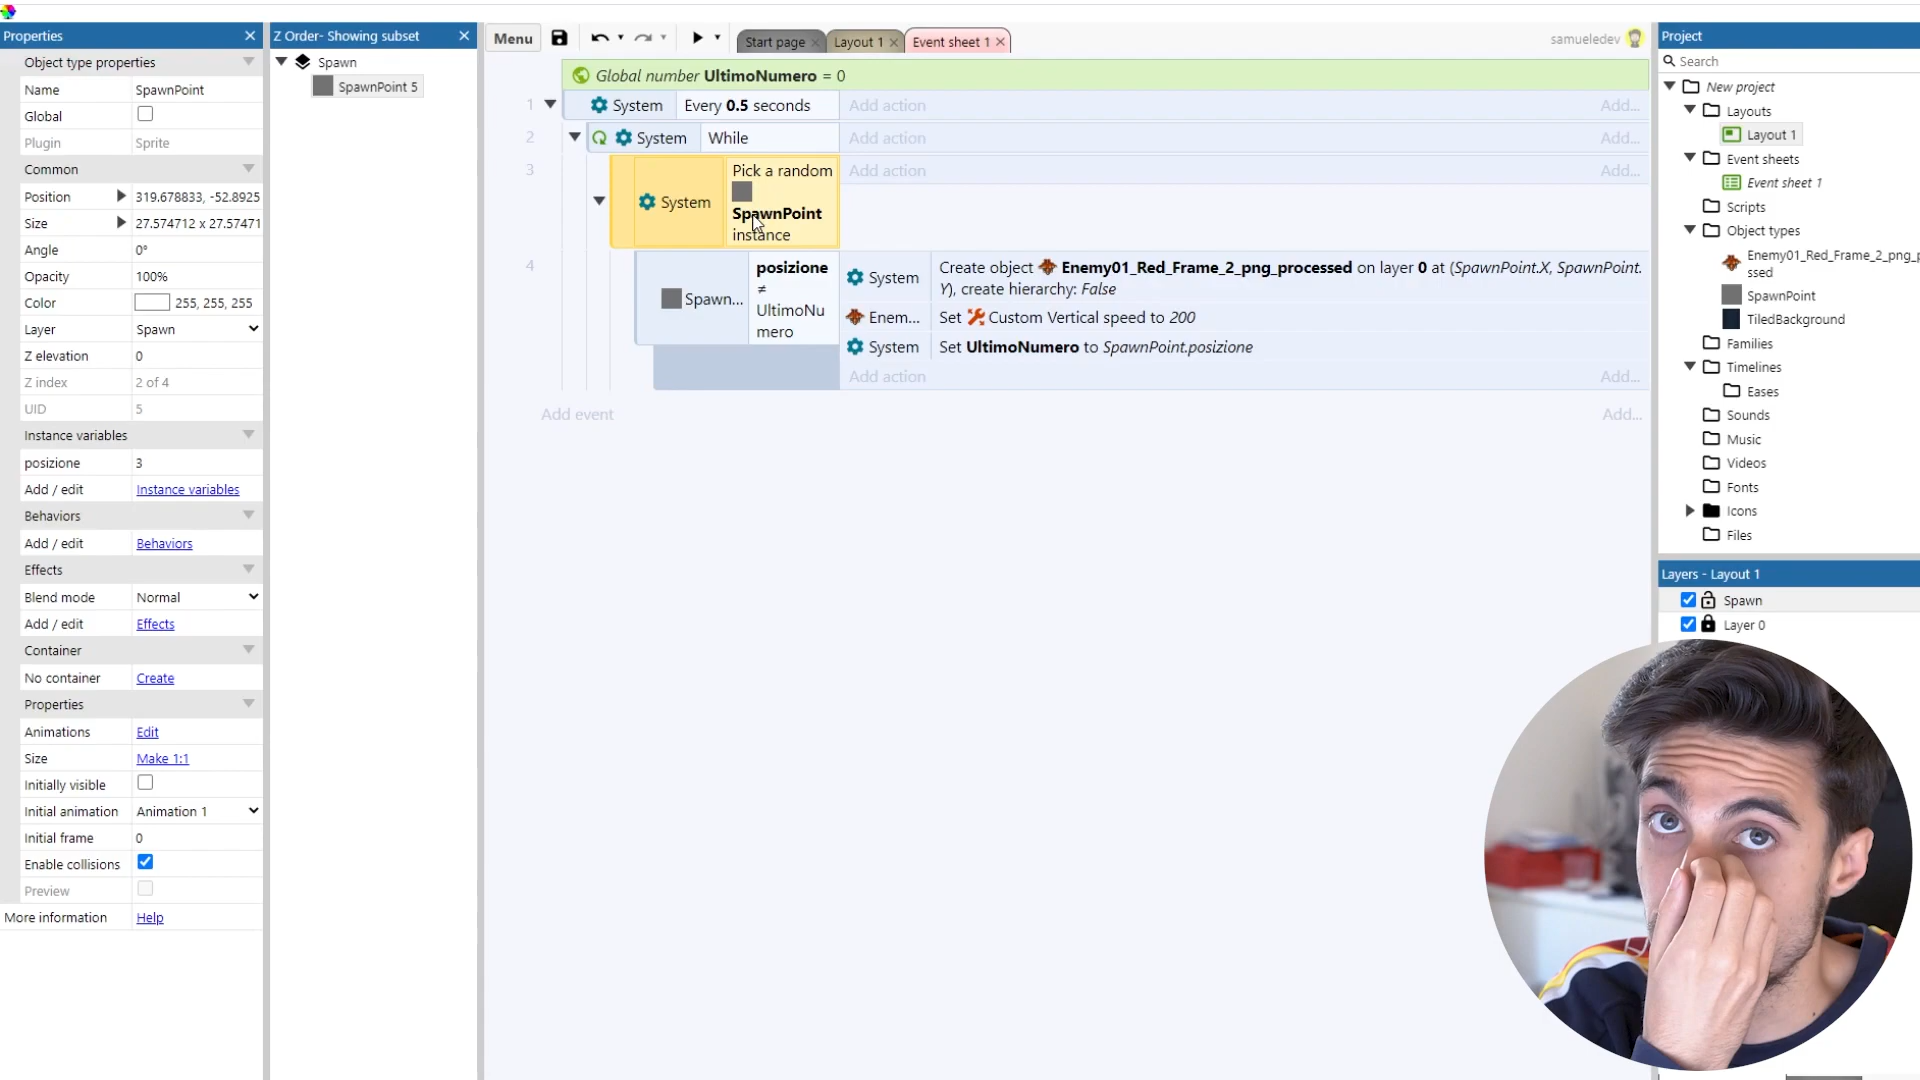 Properties
Object type properties
Name SpawnPoint
Global
Plugin Sprite
Common
Position 319.678833, -52.8925
Size 27.574712 x 27.57471
Angle 0°
Opacity 100%
Color 255, 255, 255
Layer Spawn
Z elevation 0
Z index 2 of 4
UID 5
Instance variables
posizione 3
Add / edit Instance variables
Behaviors
Add / edit Behaviors
Effects
Blend mode Normal
Add / edit Effects
Container
No container Create
Properties
Animations Edit
Size Make 1:1
Initially visible
Initial animation Animation 1
Initial frame 0
Enable collisions
Preview
More information Help
Z Order- Showing subset
Spawn
SpawnPoint 5
Menu
Start page
Layout 1
Event sheet 1
samueledev
Global number UltimoNumero = 0
1 System Every 0.5 seconds Add action Add...
2 System While Add action Add...
3 System Pick a random
SpawnPoint
instance
Add action Add...
4 Spawn... posizione
≠
UltimoNu
mero
System Create object Enemy01_Red_Frame_2_png_processed on layer 0 at (SpawnPoint.X, SpawnPoint.
Y), create hierarchy: False
Enem... Set Custom Vertical speed to 200
System Set UltimoNumero to SpawnPoint.posizione
Add action Add...
Add event Add...
Project
Search
New project
Layouts
Layout 1
Event sheets
Event sheet 1
Scripts
Object types
Enemy01_Red_Frame_2_png_p
ssed
SpawnPoint
TiledBackground
Families
Timelines
Eases
Sounds
Music
Videos
Fonts
Icons
Files
Layers - Layout 1
Spawn
Layer 0